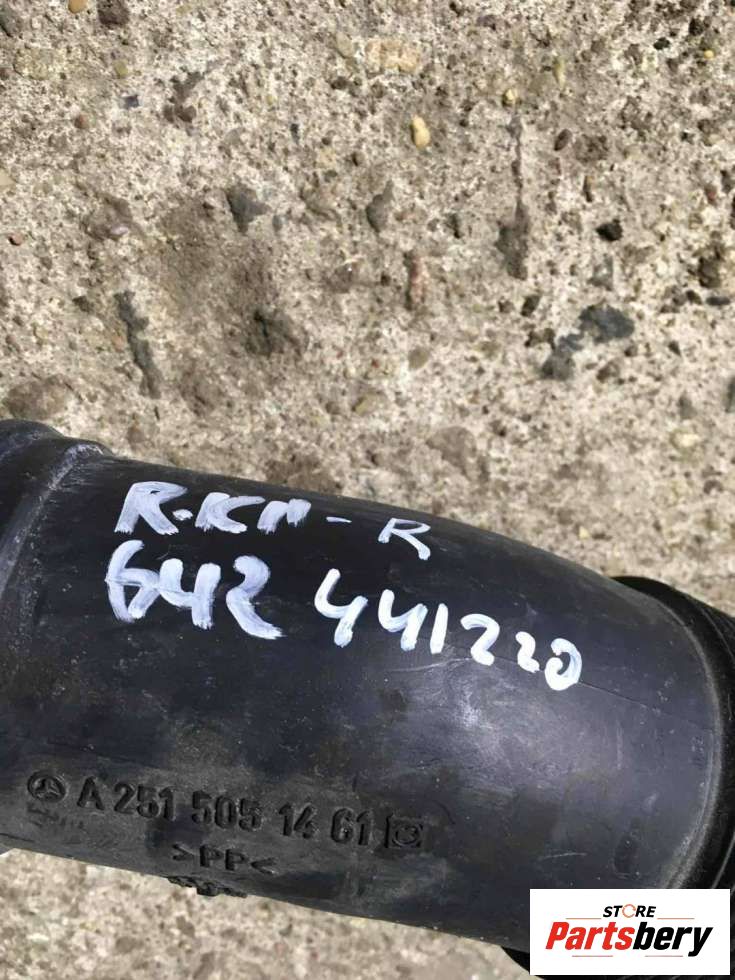 R.KM-R
642 441220
A 251 505 14 61
>PP<
STORE
Partsbery